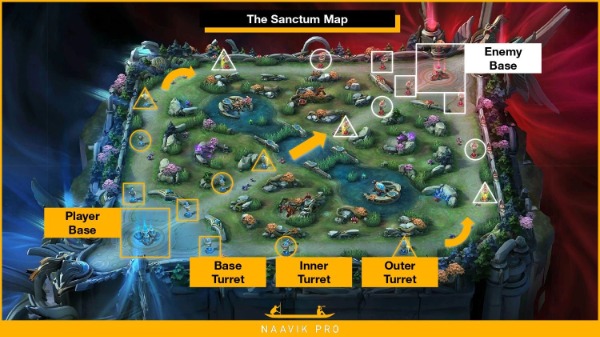 The Sanctum Map
Enemy
Base
Player
Base
Base
Turret
Inner
Turret
Outer
Turret
NAAVIK PRO